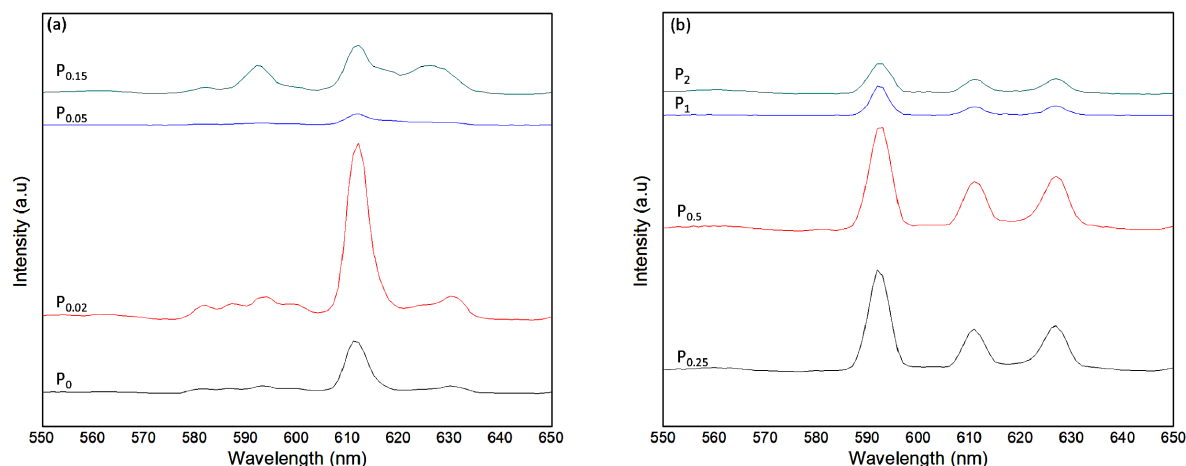 (a)
P0.15
P0.05
P0.02
P0
Intensity (a.u)
550 560 570 580 590 600 610 620 630 640 650
Wavelength (nm)
(b)
P2
P1
P0.5
P0.25
Intensity (a.u)
550 560 570 580 590 600 610 620 630 640 650
Wavelength (nm)